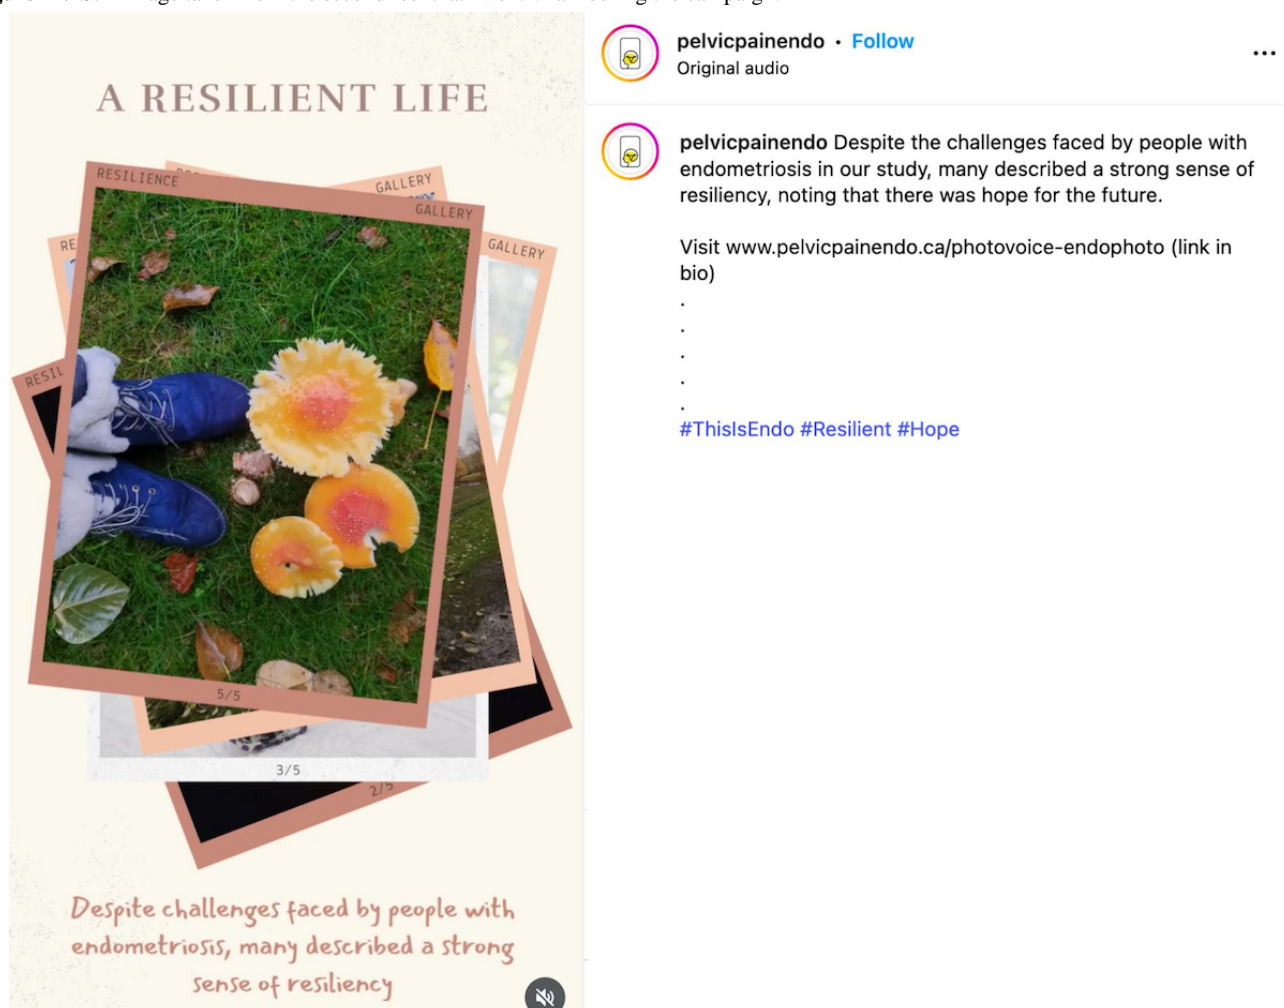 A RESILIENT LIFE
RESILIENCE
GALLERY
GALLERY
GALLERY
RE
RESIL
5/5
3/5
2/5
Despite challenges faced by people with
endometriosis, many described a strong
sense of resiliency
pelvicpainendo • Follow
Original audio
pelvicpainendo Despite the challenges faced by people with
endometriosis in our study, many described a strong sense of
resiliency, noting that there was hope for the future.
Visit www.pelvicpainendo.ca/photovoice-endophoto (link in
bio)
.
.
.
.
.
#ThisIsEndo #Resilient #Hope